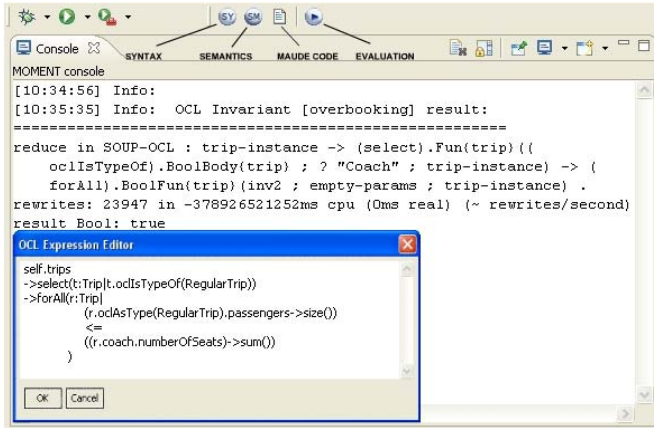 SY SM
Console
SYNTAX SEMANTICS MAUDE CODE EVALUATION
MOMENT console
[10:34:56] Info:
[10:35:35] Info: OCL Invariant [overbooking] result:
=======================================================
reduce in SOUP-OCL : trip-instance -> (select).Fun{trip}((
oclIsTypeOf).BoolBody{trip} ; ? "Coach" ; trip-instance) -> (
forAll).BoolFun{trip}(inv2 ; empty-params ; trip-instance) .
rewrites: 23947 in -378926521252ms cpu (0ms real) (~ rewrites/second)
result Bool: true
OCL Expression Editor
self.trips
->select(t:Trip|t.oclIsTypeOf(RegularTrip))
->forAll(r:Trip|
(r.oclAsType(RegularTrip).passengers->size())
<=
((r.coach.numberOfSeats)->sum())
)
OK Cancel